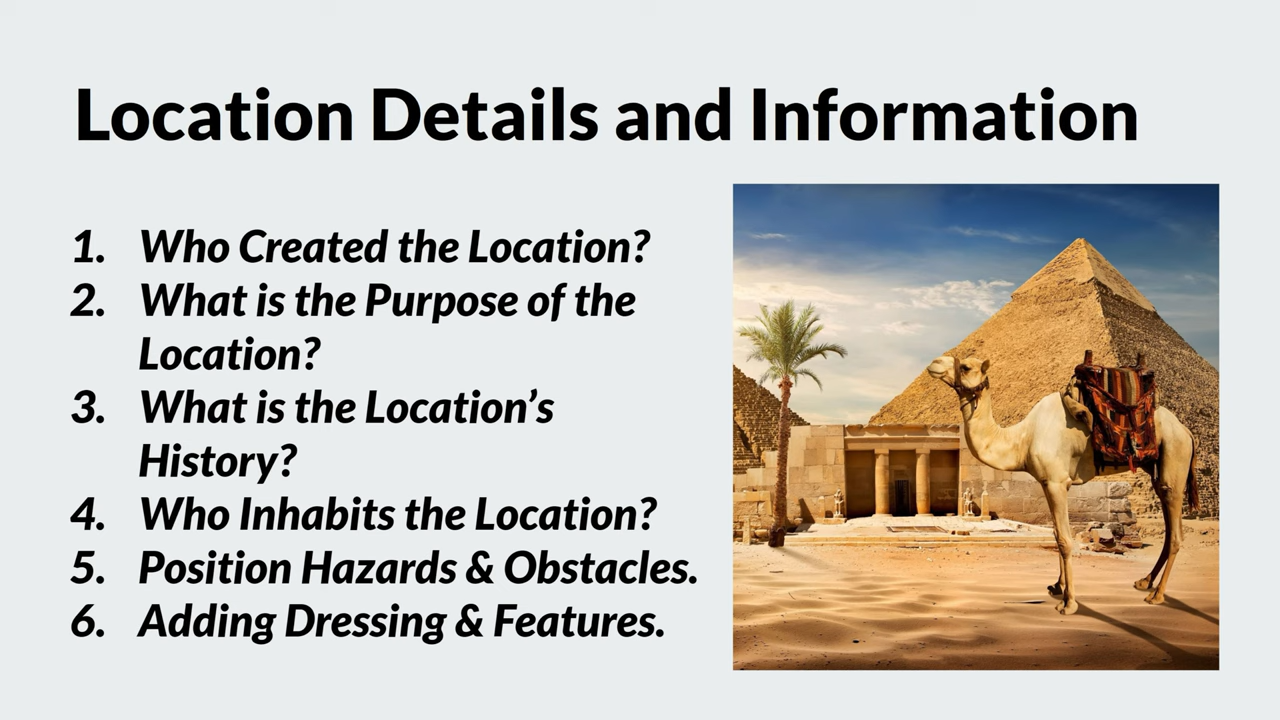 Location Details and Information
1. Who Created the Location?
2. What is the Purpose of the
Location?
3. What is the Location’s
History?
4. Who Inhabits the Location?
5. Position Hazards & Obstacles.
6. Adding Dressing & Features.